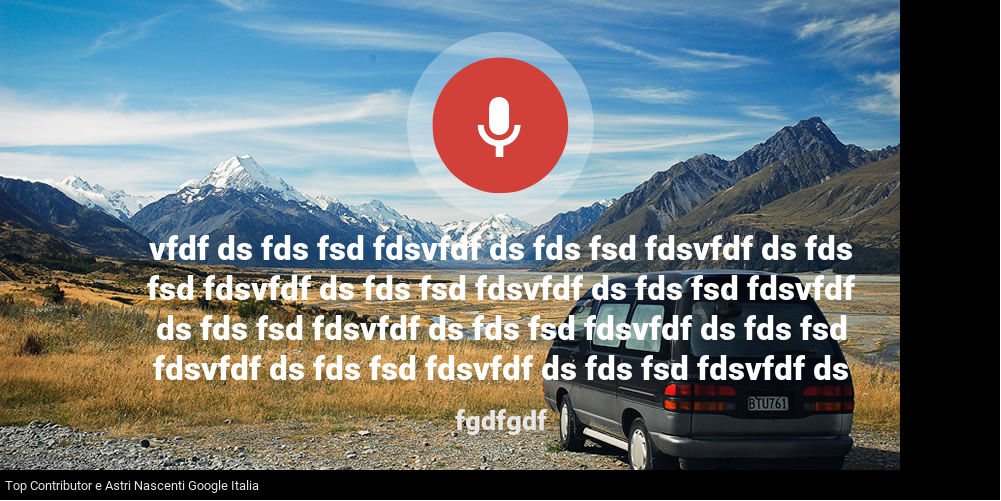 vfdf ds fds fsd fdsvfdf ds fds fsd fdsvfdf ds fds
fsd fdsvfdf ds fds fsd fdsvfdf ds fds fsd fdsvfdf
ds fds fsd fdsvfdf ds fds fsd fdsvfdf ds fds fsd
fdsvfdf ds fds fsd fdsvfdf ds fds fsd fdsvfdf ds
fgdfgdf
BTU761
Top Contributor e Astri Nascenti Google Italia